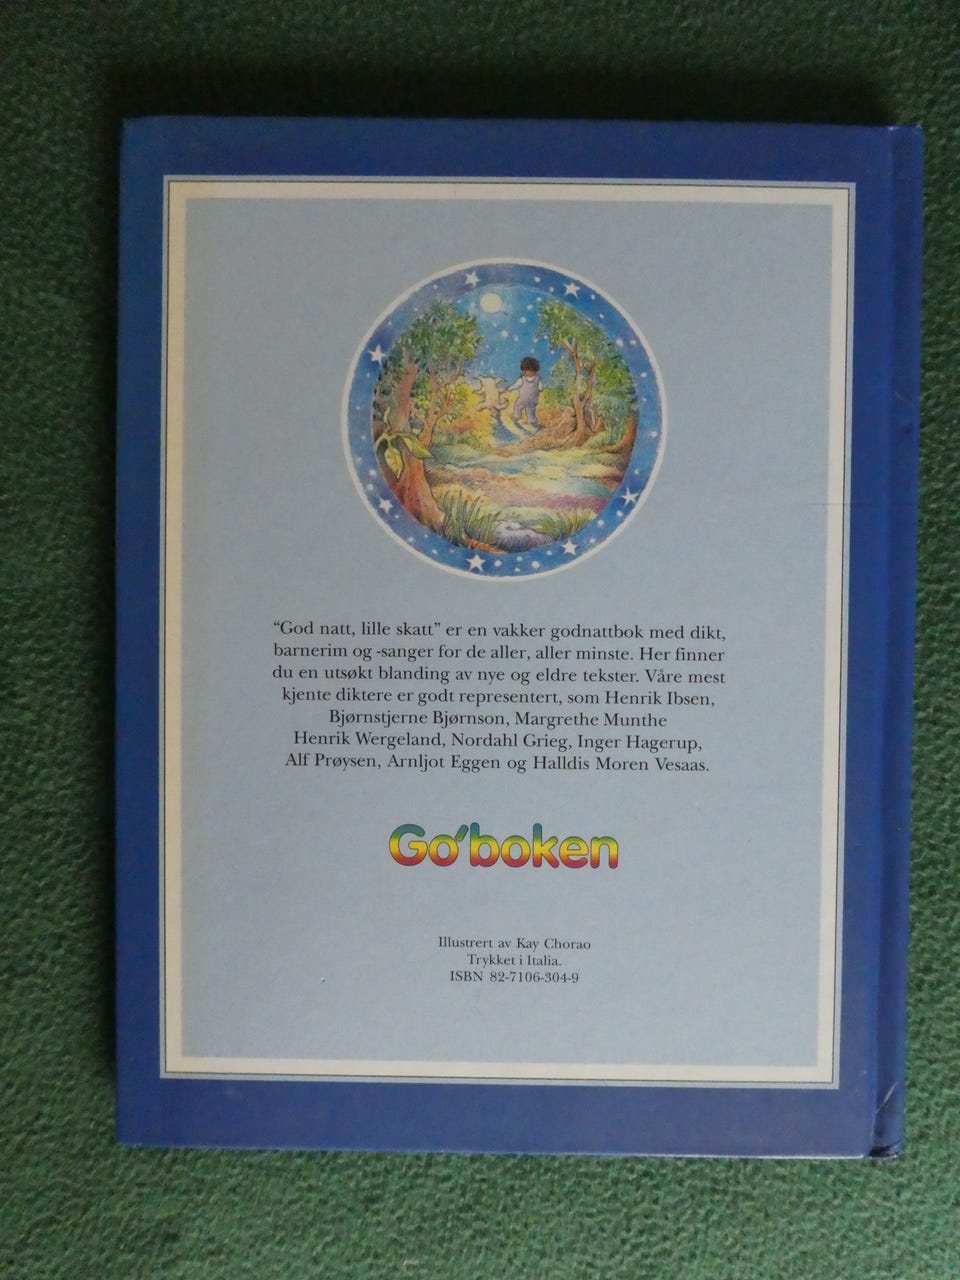 “God natt, lille skatt” er en vakker godnattbok med dikt,
barnerim og -sanger for de aller, aller minste. Her finner
du en utsøkt blanding av nye og eldre tekster. Våre mest
kjente diktere er godt representert, som Henrik Ibsen,
Bjørnstjerne Bjørnson, Margrethe Munthe
Henrik Wergeland, Nordahl Grieg, Inger Hagerup,
Alf Prøysen, Arnljot Eggen og Halldis Moren Vesaas.
Go’boken
Illustrert av Kay Chorao
Trykket i Italia.
ISBN 82-7106-304-9